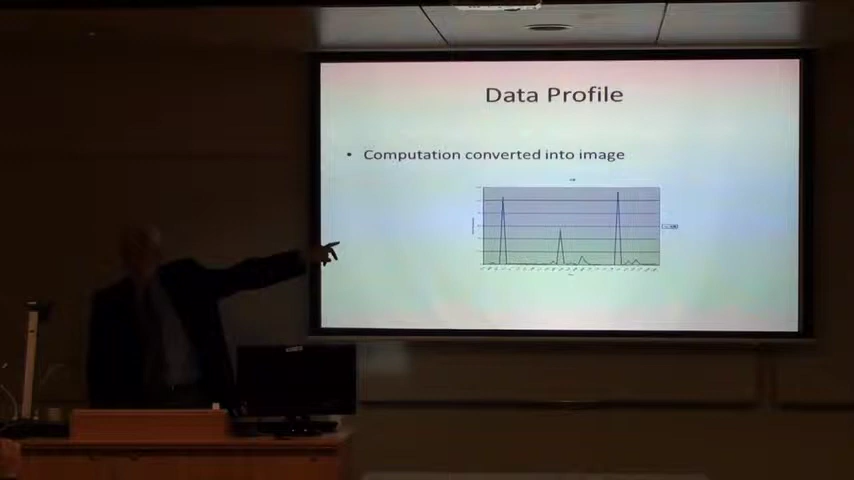 Data Profile
• Computation converted into image